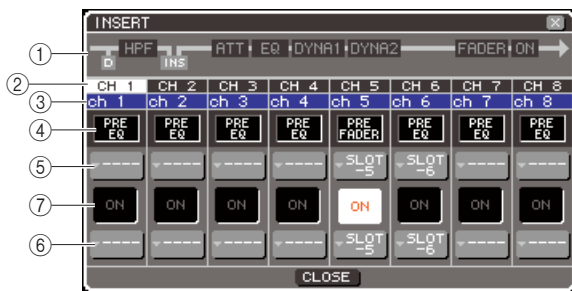 INSERT
① HPF ATT EQ DYNA1 DYNA2 FADER ON
D INS
② CH 1 CH 2 CH 3 CH 4 CH 5 CH 6 CH 7 CH 8
③ ch 1 ch 2 ch 3 ch 4 ch 5 ch 6 ch 7 ch 8
④ PRE EQ PRE EQ PRE EQ PRE EQ PRE FADER PRE EQ PRE EQ PRE EQ
⑤ ---- ---- ---- ---- SLOT -5 SLOT -6 ---- ----
⑦ ON ON ON ON ON ON ON ON
⑥ ---- ---- ---- ---- SLOT -5 SLOT -6 ---- ----
CLOSE